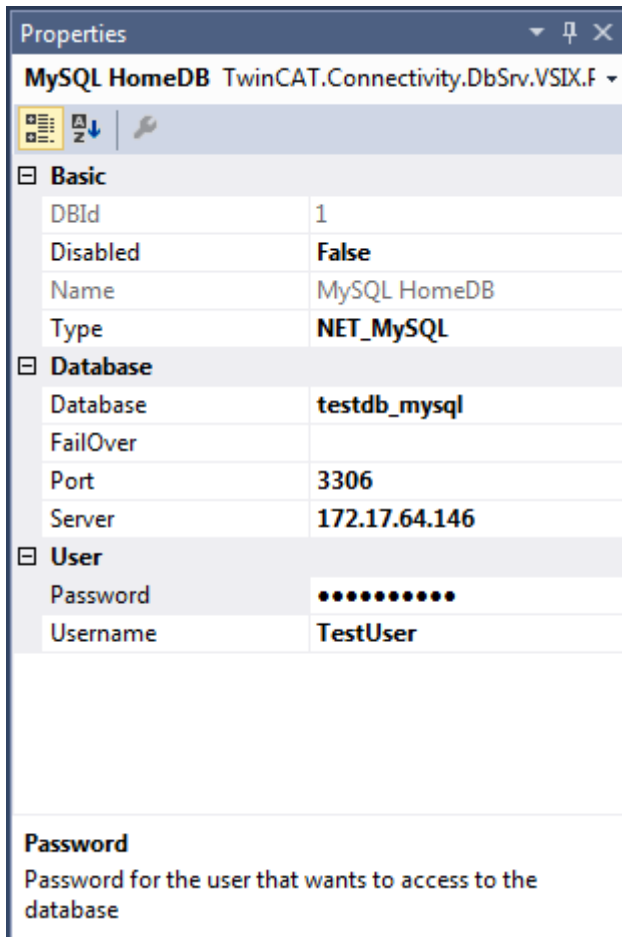 Properties
MySQL HomeDB TwinCAT.Connectivity.DbSrv.VSIX.
Basic
DBId 1
Disabled False
Name MySQL HomeDB
Type NET_MySQL
Database
Database testdb_mysql
FailOver
Port 3306
Server 172.17.64.146
User
Password ●●●●●●●●●●
Username TestUser
Password
Password for the user that wants to access to the
database